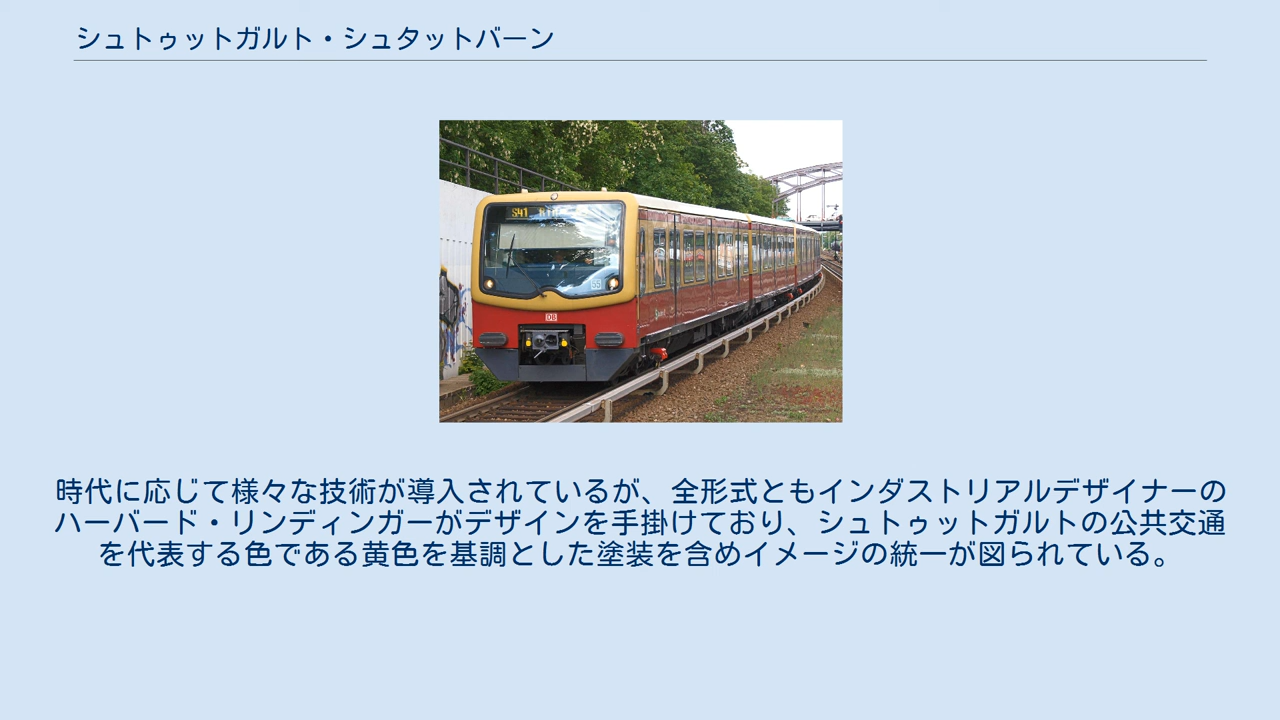 シュトゥットガルト・シュタットバーン
S41
DB
時代に応じて様々な技術が導入されているが、全形式ともインダストリアルデザイナーの
ハーバード・リンディンガーがデザインを手掛けており、シュトゥットガルトの公共交通
を代表する色である黄色を基調とした塗装を含めイメージの統一が図られている。